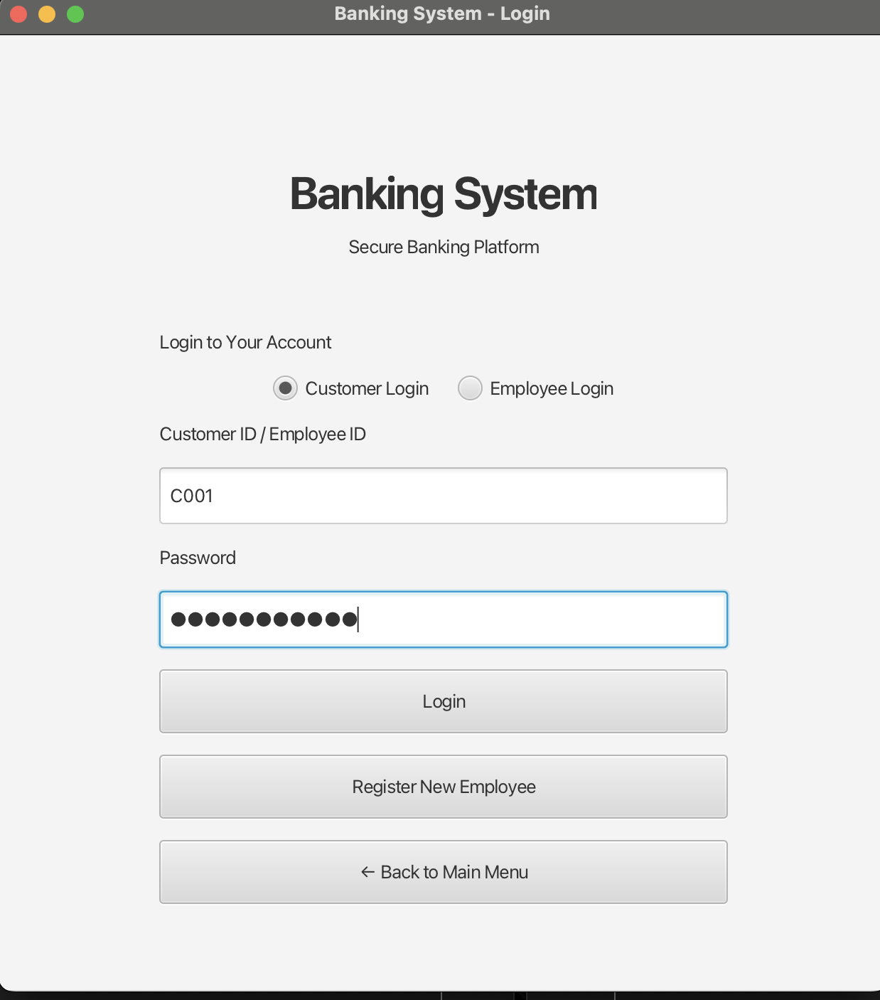 Banking System - Login
Banking System
Secure Banking Platform
Login to Your Account
Customer Login Employee Login
Customer ID / Employee ID
C001
Password
●●●●●●●●●●●
Login
Register New Employee
← Back to Main Menu